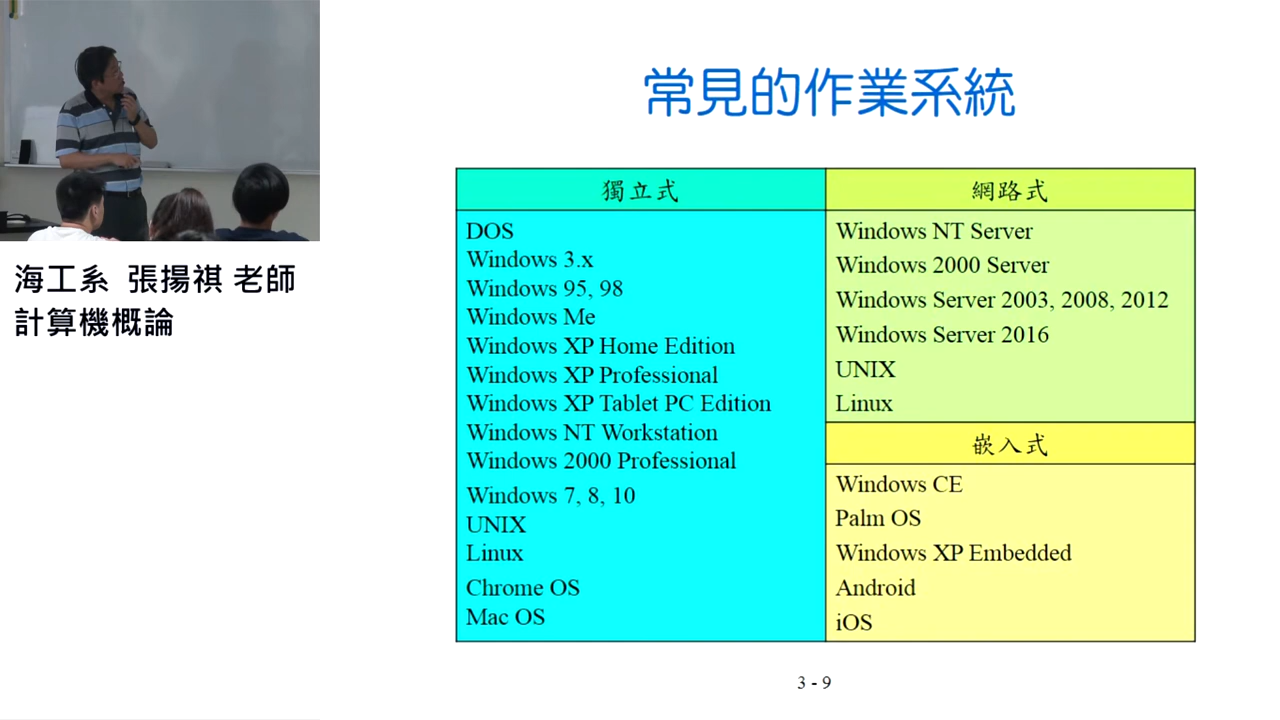 海工系 張揚祺 老師
計算機概論
常見的作業系統
獨立式
DOS
Windows 3.x
Windows 95, 98
Windows Me
Windows XP Home Edition
Windows XP Professional
Windows XP Tablet PC Edition
Windows NT Workstation
Windows 2000 Professional
Windows 7, 8, 10
UNIX
Linux
Chrome OS
Mac OS
網路式
Windows NT Server
Windows 2000 Server
Windows Server 2003, 2008, 2012
Windows Server 2016
UNIX
Linux
嵌入式
Windows CE
Palm OS
Windows XP Embedded
Android
iOS
3 - 9